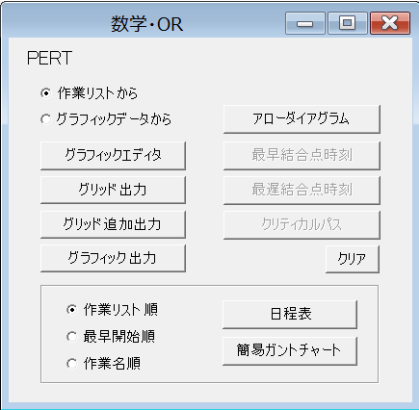 数学・OR
PERT
作業リストから
グラフィックデータから
アローダイアグラム
グラフィックエディタ
最早結合点時刻
グリッド出力
最遅結合点時刻
グリッド追加出力
クリティカルパス
グラフィック出力
クリア
作業リスト順
日程表
最早開始順
簡易ガントチャート
作業名順